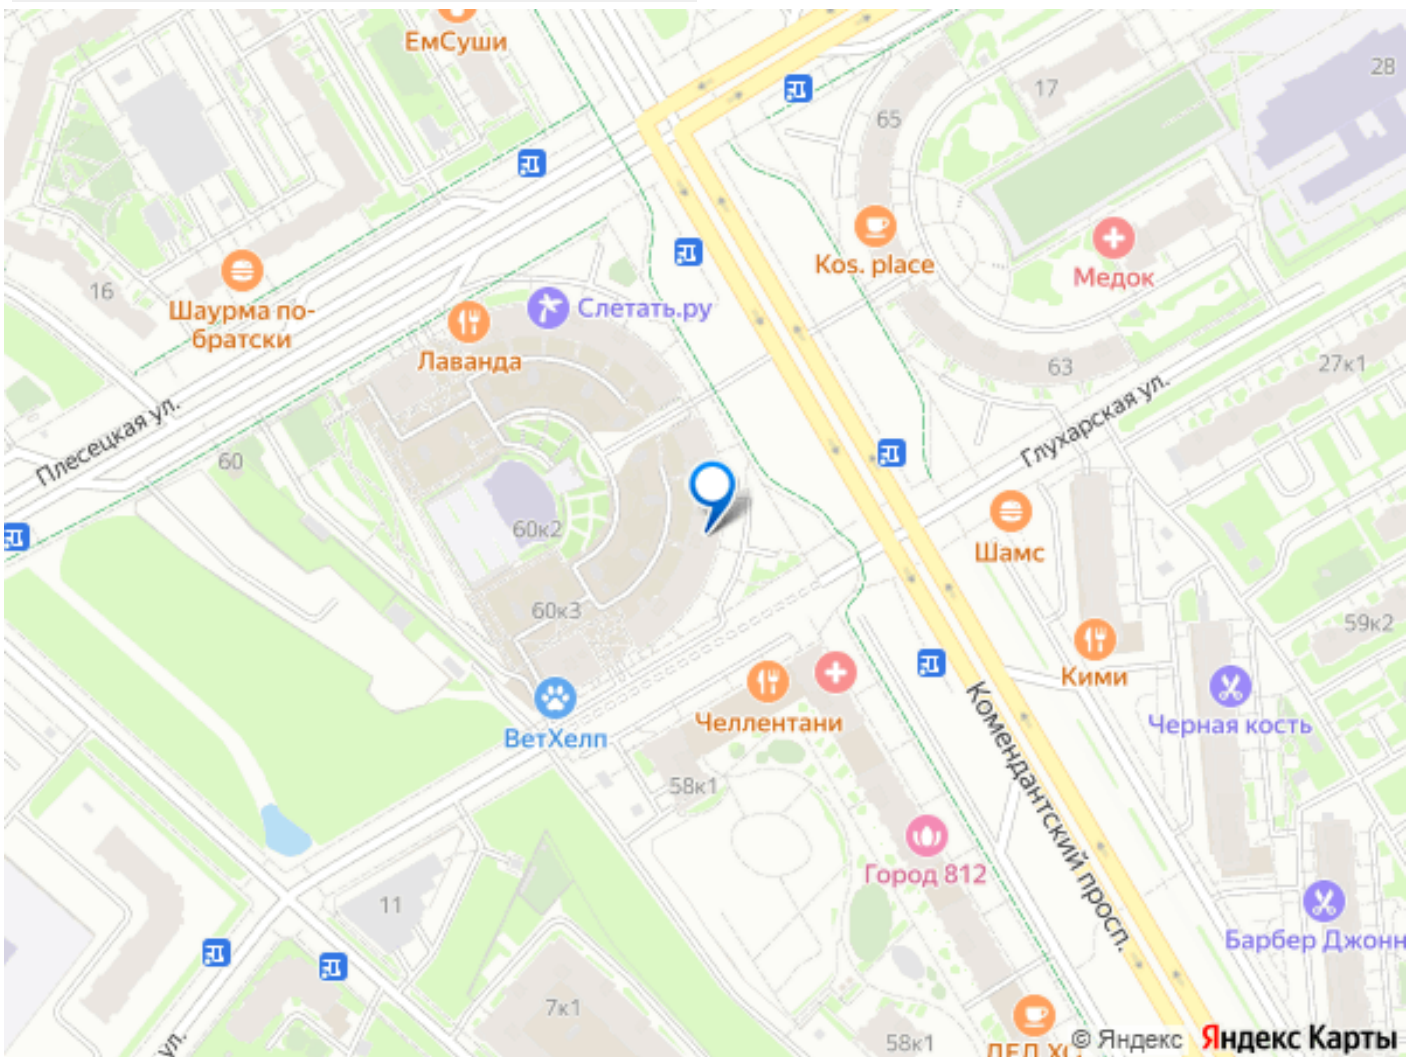 ЕмСуши
28
17
65
Kos. place
Медок
16
Шаурма по-
братски
Слетать.ру
Лаванда
63
27к1
Плесецкая ул.
Глухарская ул.
60
60к2
Шамс
60к3
59к2
Кими
Челлентани
Черная кость
ВетХелп
Комендантский просп.
58к1
Город 812
11
Барбер Джонн
7к1
ул.
58к1
© Яндекс Яндекс Карты